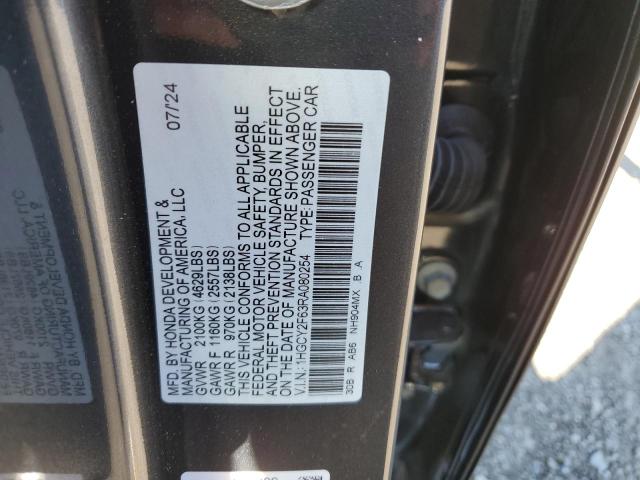 MFD. BY HONDA DEVELOPMENT &
MANUFACTURING OF AMERICA, LLC 07/'24
GVWR 2100KG (4629LBS)
GAWR F 1160KG (2557LBS)
GAWR R 970KG (2138LBS)
THIS VEHICLE CONFORMS TO ALL APPLICABLE
FEDERAL MOTOR VEHICLE SAFETY, BUMPER,
AND THEFT PREVENTION STANDARDS IN EFFECT
ON THE DATE OF MANUFACTURE SHOWN ABOVE.
V.I.N.: 1HGCY2F63RA080254 TYPE: PASSENGER CAR
30B R AB6 NH904MX B A